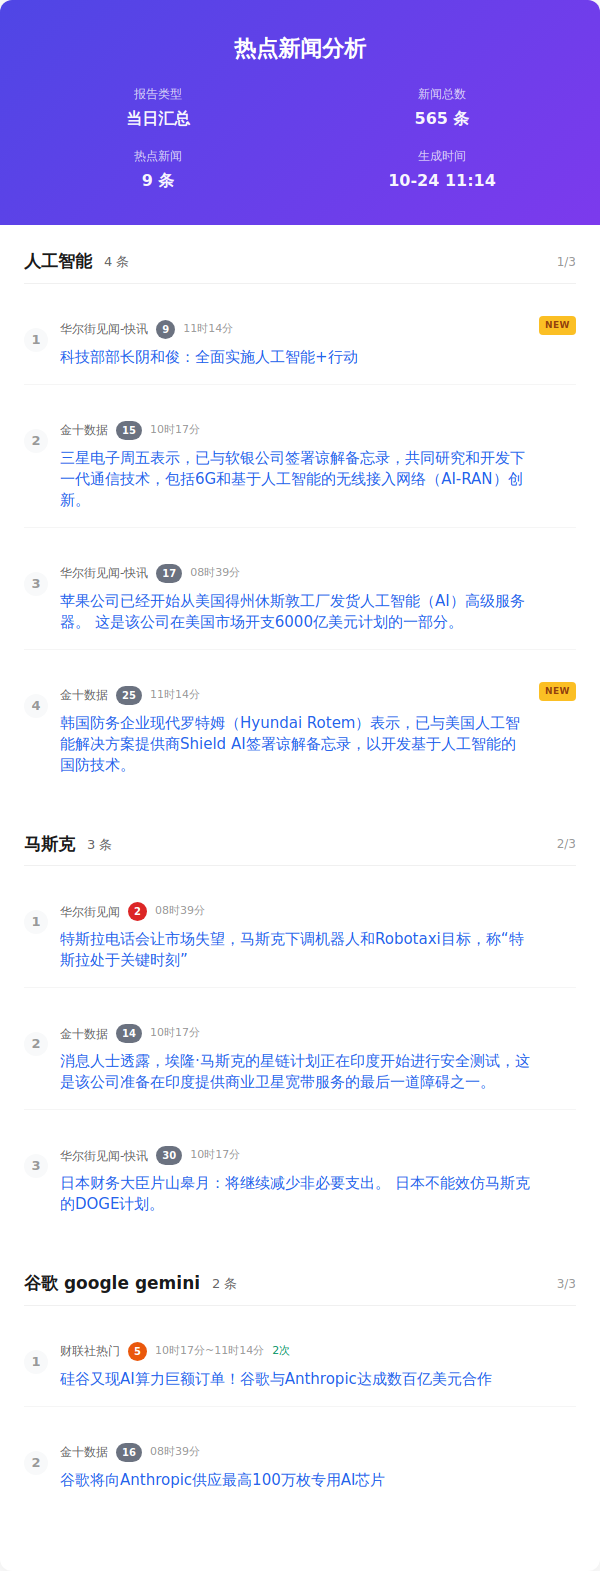 热点新闻分析
报告类型
当日汇总
新闻总数
565 条
热点新闻
9 条
生成时间
10-24 11:14
人工智能 4 条 1/3
1 华尔街见闻-快讯 9 11时14分 NEW
科技部部长阴和俊：全面实施人工智能+行动
2 金十数据 15 10时17分
三星电子周五表示，已与软银公司签署谅解备忘录，共同研究和开发下
一代通信技术，包括6G和基于人工智能的无线接入网络（AI-RAN）创
新。
3 华尔街见闻-快讯 17 08时39分
苹果公司已经开始从美国得州休斯敦工厂发货人工智能（AI）高级服务
器。 这是该公司在美国市场开支6000亿美元计划的一部分。
4 金十数据 25 11时14分 NEW
韩国防务企业现代罗特姆（Hyundai Rotem）表示，已与美国人工智
能解决方案提供商Shield AI签署谅解备忘录，以开发基于人工智能的
国防技术。
马斯克 3 条 2/3
1 华尔街见闻 2 08时39分
特斯拉电话会让市场失望，马斯克下调机器人和Robotaxi目标，称“特
斯拉处于关键时刻”
2 金十数据 14 10时17分
消息人士透露，埃隆·马斯克的星链计划正在印度开始进行安全测试，这
是该公司准备在印度提供商业卫星宽带服务的最后一道障碍之一。
3 华尔街见闻-快讯 30 10时17分
日本财务大臣片山皋月：将继续减少非必要支出。 日本不能效仿马斯克
的DOGE计划。
谷歌 google gemini 2 条 3/3
1 财联社热门 5 10时17分~11时14分 2次
硅谷又现AI算力巨额订单！谷歌与Anthropic达成数百亿美元合作
2 金十数据 16 08时39分
谷歌将向Anthropic供应最高100万枚专用AI芯片